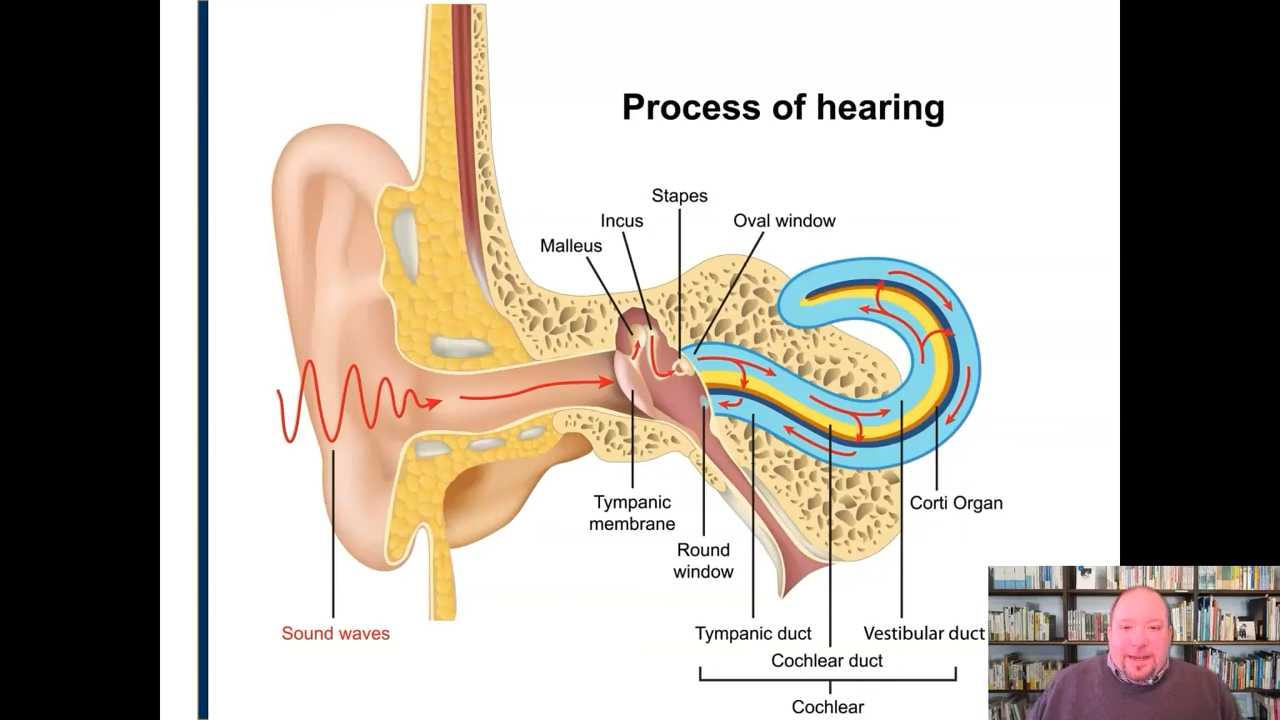 Process of hearing
Stapes
Incus
Oval window
Malleus
Tympanic
membrane
Corti Organ
Round
window
Sound waves
Tympanic duct
Vestibular duct
Cochlear duct
Cochlear